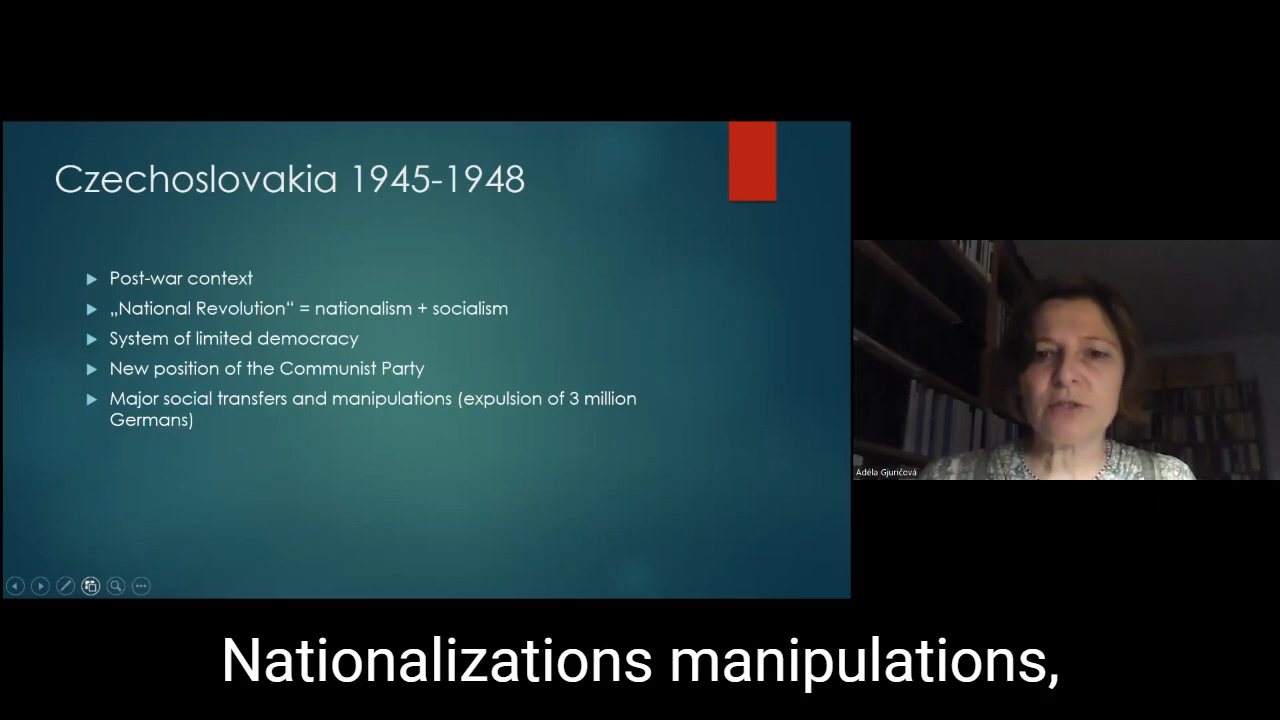 Czechoslovakia 1945-1948
Post-war context
„National Revolution“ = nationalism + socialism
System of limited democracy
New position of the Communist Party
Major social transfers and manipulations (expulsion of 3 million
Germans)
Adéla Gjuričová
Nationalizations manipulations,